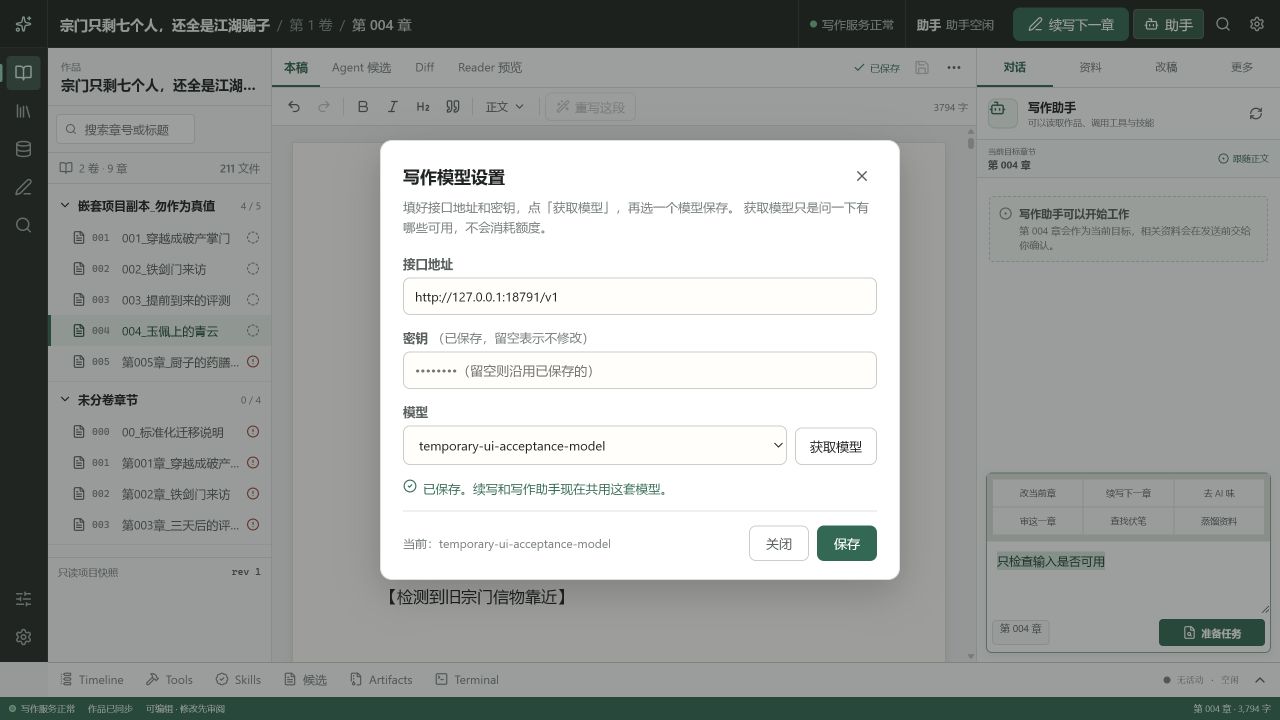 宗门只剩七个人，还全是江湖骗子 / 第 1 卷 / 第 004 章
写作服务正常
助手 助手空闲
续写下一章
助手
作品
宗门只剩七个人，还全是江湖...
搜索章号或标题
2 卷 · 9 章
211 文件
嵌套项目副本_勿作为真值 4 / 5
001 001_穿越成破产掌门
002 002_铁剑门来访
003 003_提前到来的评测
004 004_玉佩上的青云
005 第005章_厨子的药膳...
未分卷章节 0 / 4
000 00_标准化迁移说明
001 第001章_穿越成破产...
002 第002章_铁剑门来访
003 第003章_三天后的评...
只读项目快照 rev 1
本稿 Agent 候选 Diff Reader 预览
已保存
B I H2 正文 重写这段
3794 字
写作模型设置
填好接口地址和密钥，点「获取模型」，再选一个模型保存。 获取模型只是问一下有
哪些可用，不会消耗额度。
接口地址
http://127.0.0.1:18791/v1
密钥 （已保存，留空表示不修改）
••••••••（留空则沿用已保存的）
模型
temporary-ui-acceptance-model
获取模型
已保存。续写和写作助手现在共用这套模型。
当前：temporary-ui-acceptance-model
关闭
保存
【检测到旧宗门信物靠近】
对话 资料 改稿 更多
写作助手
可以读取作品、调用工具与技能
当前目标章节
第 004 章
跟随正文
写作助手可以开始工作
第 004 章会作为当前目标，相关资料会在发送前交给
你确认。
改当前章 续写下一章 去 AI 味
审这一章 查找伏笔 蒸馏资料
只检查输入是否可用
第 004 章
准备任务
Timeline Tools Skills 候选 Artifacts Terminal
无活动 · 空闲
写作服务正常 作品已同步 可编辑 · 修改先审阅
第 004 章 · 3,794 字